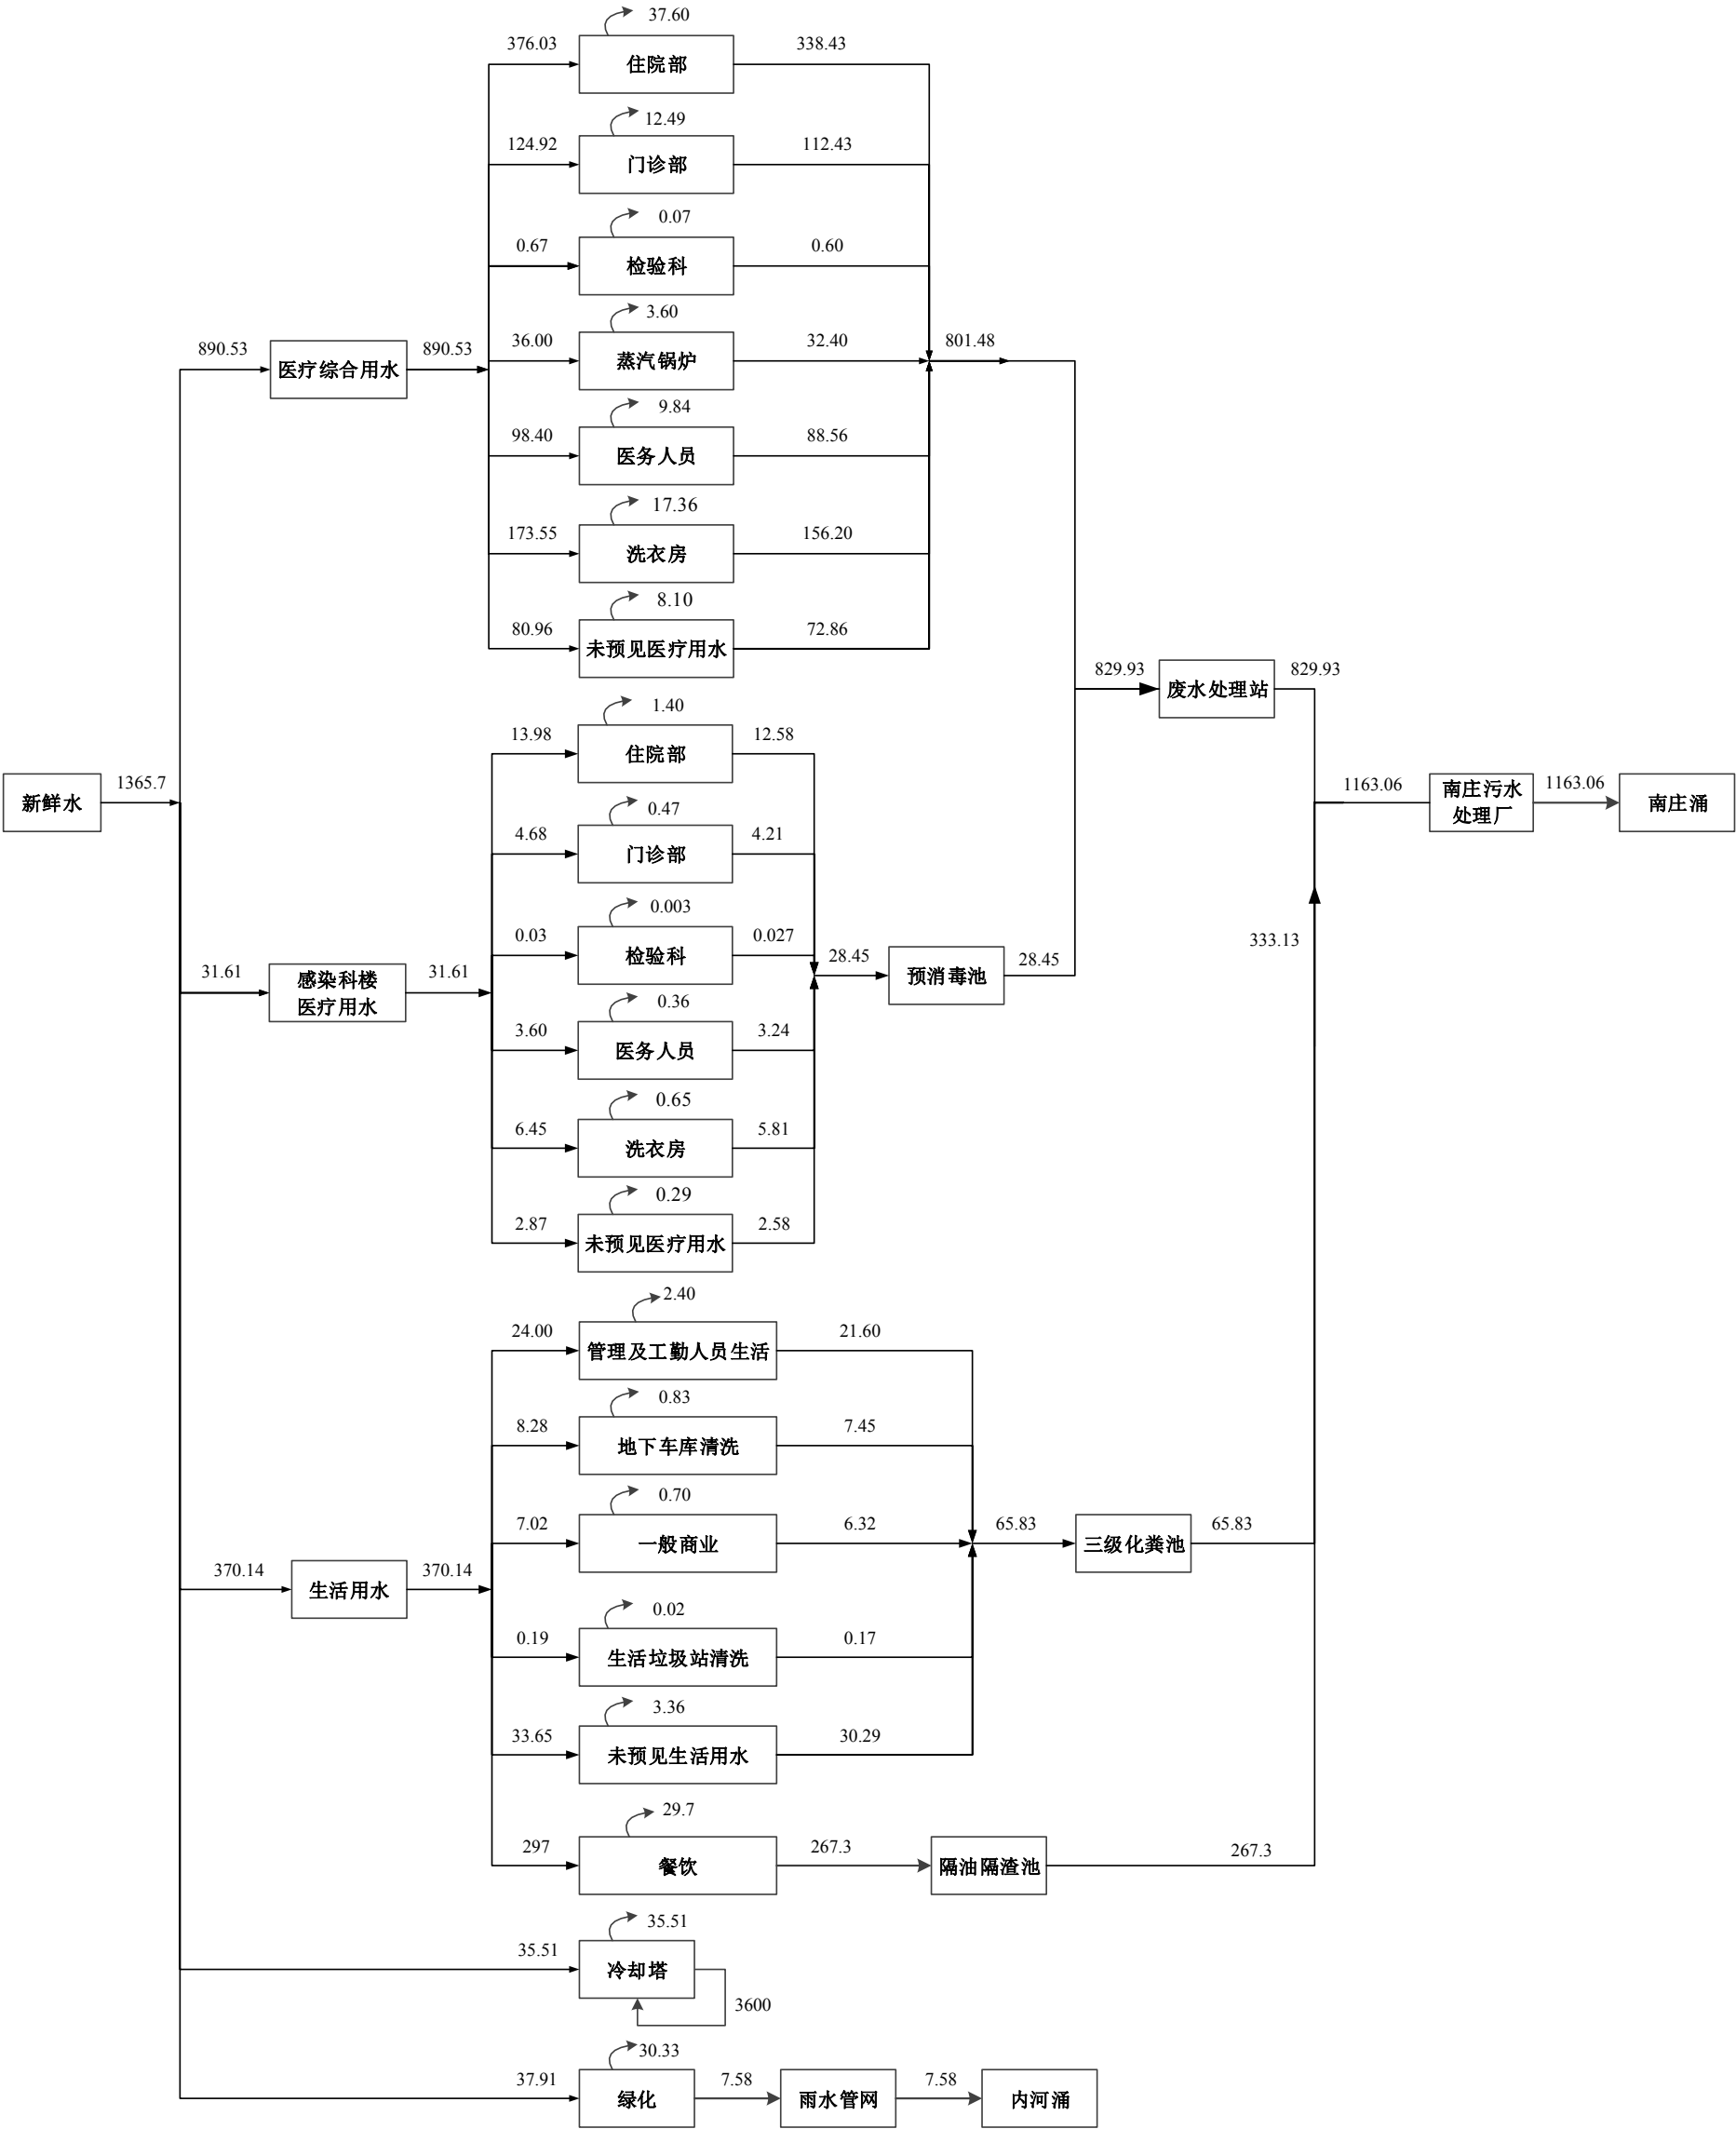 37.60
376.03
住院部
338.43
12.49
124.92
门诊部
112.43
0.07
0.67
检验科
0.60
3.60
36.00
蒸汽锅炉
32.40
801.48
890.53
医疗综合用水
890.53
9.84
98.40
医务人员
88.56
17.36
173.55
洗衣房
156.20
8.10
80.96
未预见医疗用水
72.86
829.93
废水处理站
829.93
1.40
13.98
住院部
12.58
新鲜水
1365.7
0.47
4.68
门诊部
4.21
1163.06
南庄污水
处理厂
1163.06
南庄涌
0.003
0.03
检验科
0.027
333.13
31.61
感染科楼
医疗用水
31.61
28.45
预消毒池
28.45
0.36
3.60
医务人员
3.24
0.65
6.45
洗衣房
5.81
0.29
2.87
未预见医疗用水
2.58
2.40
24.00
管理及工勤人员生活
21.60
0.83
8.28
地下车库清洗
7.45
0.70
7.02
一般商业
6.32
65.83
三级化粪池
65.83
370.14
生活用水
370.14
0.02
0.19
生活垃圾站清洗
0.17
3.36
33.65
未预见生活用水
30.29
29.7
297
餐饮
267.3
隔油隔渣池
267.3
35.51
35.51
冷却塔
3600
30.33
37.91
绿化
7.58
雨水管网
7.58
内河涌